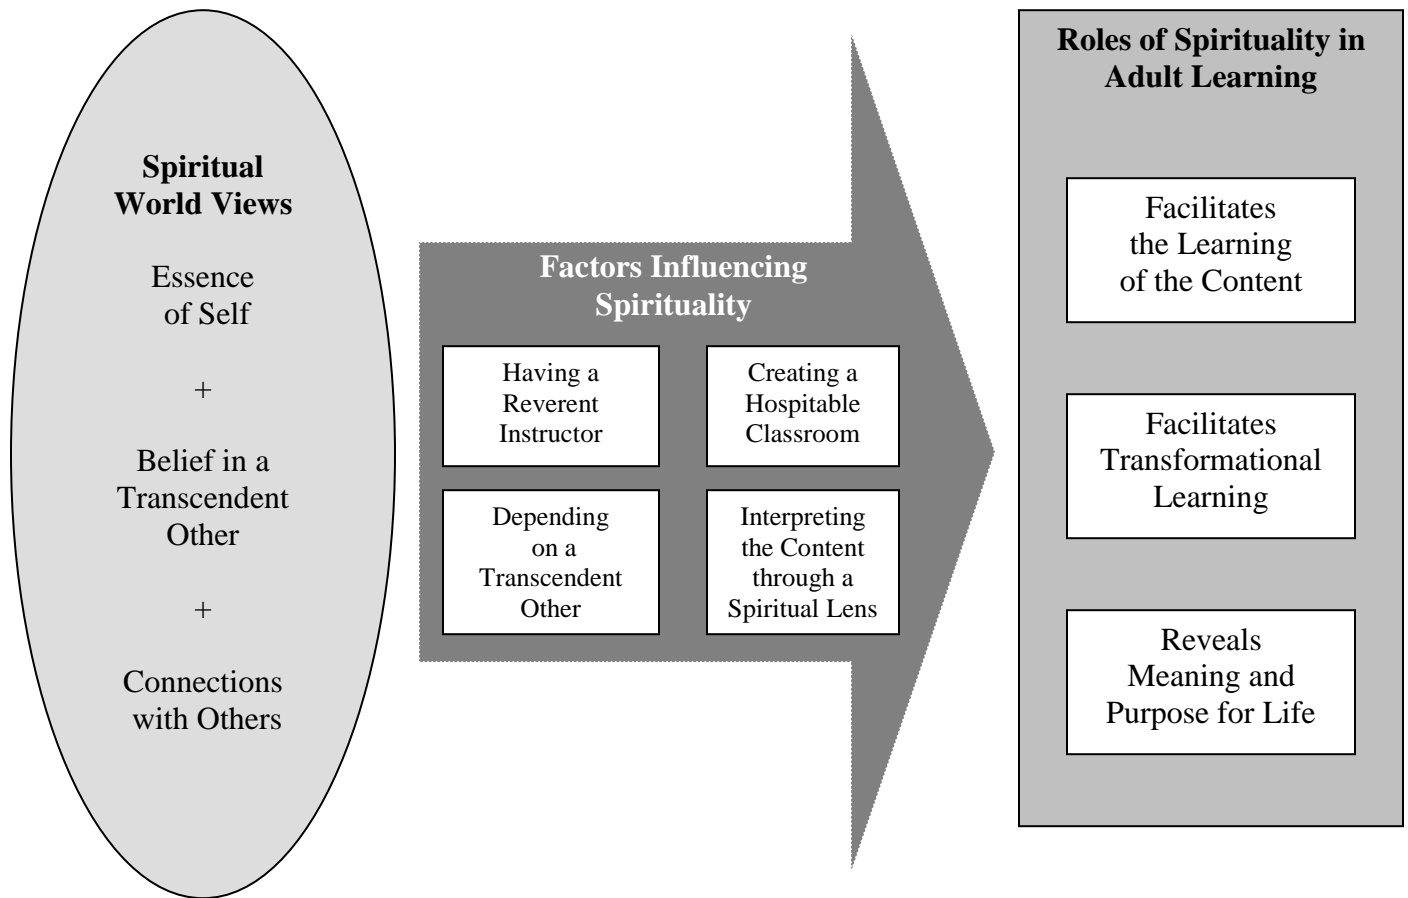 Spiritual
World Views
Essence
of Self
+
Belief in a
Transcendent
Other
+
Connections
with Others
Factors Influencing
Spirituality
Having a
Reverent
Instructor
Creating a
Hospitable
Classroom
Depending
on a
Transcendent
Other
Interpreting
the Content
through a
Spiritual Lens
Roles of Spirituality in
Adult Learning
Facilitates
the Learning
of the Content
Facilitates
Transformational
Learning
Reveals
Meaning and
Purpose for Life